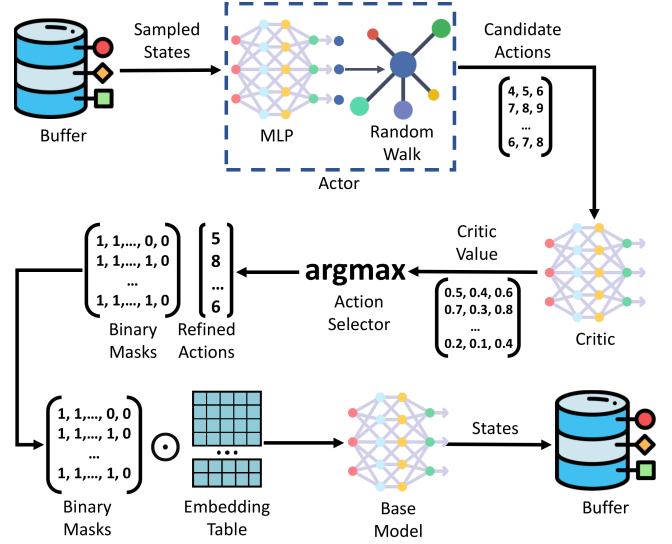 Sampled
States
Candidate
Actions
4, 5, 6
7, 8, 9
...
6, 7, 8
Buffer
MLP
Random
Walk
Actor
1, 1,..., 0, 0
1, 1,..., 1, 0
...
1, 1,..., 1, 0
Binary
Masks
5
8
...
6
Refined
Actions
argmax
Action
Selector
Critic
Value
0.5, 0.4, 0.6
0.7, 0.3, 0.8
...
0.2, 0.1, 0.4
Critic
1, 1,..., 0, 0
1, 1,..., 1, 0
...
1, 1,..., 1, 0
Binary
Masks
Embedding
Table
Base
Model
States
Buffer